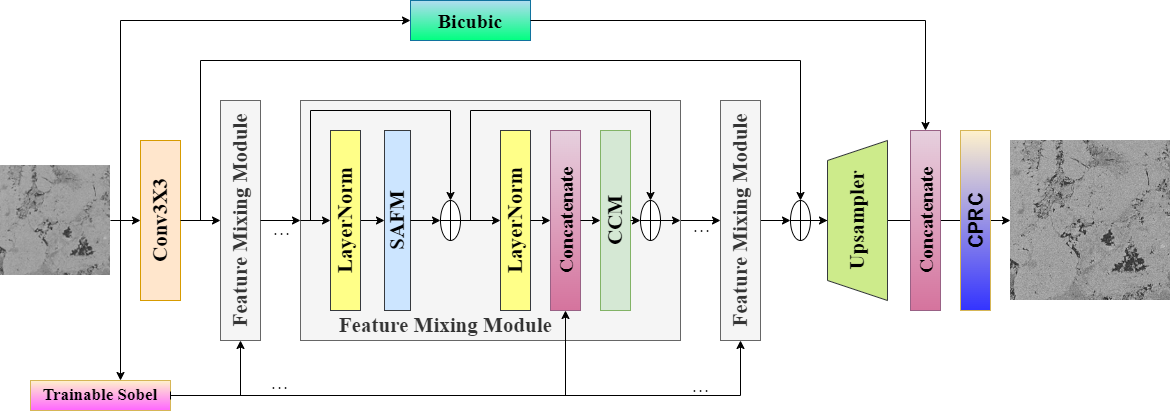 Bicubic
Conv3X3
Feature Mixing Module
...
LayerNorm
SAFM
LayerNorm
Concatenate
CCM
Feature Mixing Module
...
Feature Mixing Module
Upsampler
Concatenate
CPRC
Trainable Sobel
...
...